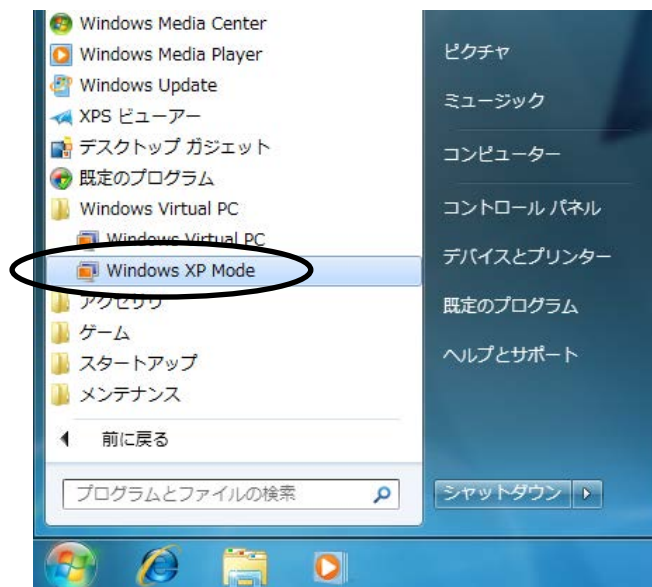 Windows Media Center
Windows Media Player
Windows Update
XPS ビューアー
デスクトップ ガジェット
既定のプログラム
Windows Virtual PC
Windows Virtual PC
Windows XP Mode
アクセサリ
ゲーム
スタートアップ
メンテナンス
前に戻る
プログラムとファイルの検索
ピクチャ
ミュージック
コンピューター
コントロール パネル
デバイスとプリンター
既定のプログラム
ヘルプとサポート
シャットダウン